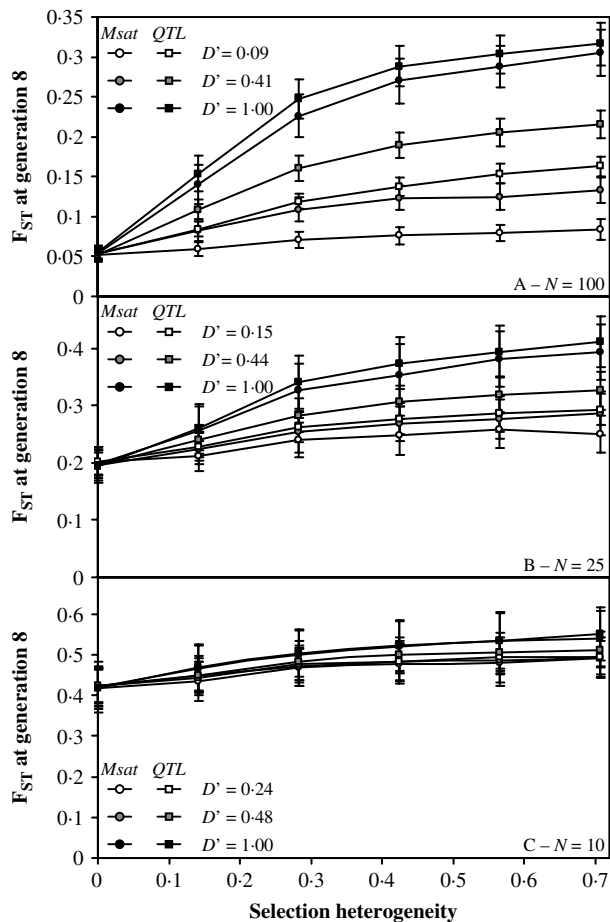 0·35
0·3
0·25
0·2
0·15
0·1
0·05
0
F_ST at generation 8
Msat QTL
D' = 0·09
D' = 0·41
D' = 1·00
A – N = 100
0·4
0·3
0·2
0·1
0
F_ST at generation 8
Msat QTL
D' = 0·15
D' = 0·44
D' = 1·00
B – N = 25
0·6
0·5
0·4
0·3
0·2
0·1
0
F_ST at generation 8
Msat QTL
D' = 0·24
D' = 0·48
D' = 1·00
C – N = 10
0 0·1 0·2 0·3 0·4 0·5 0·6 0·7
Selection heterogeneity